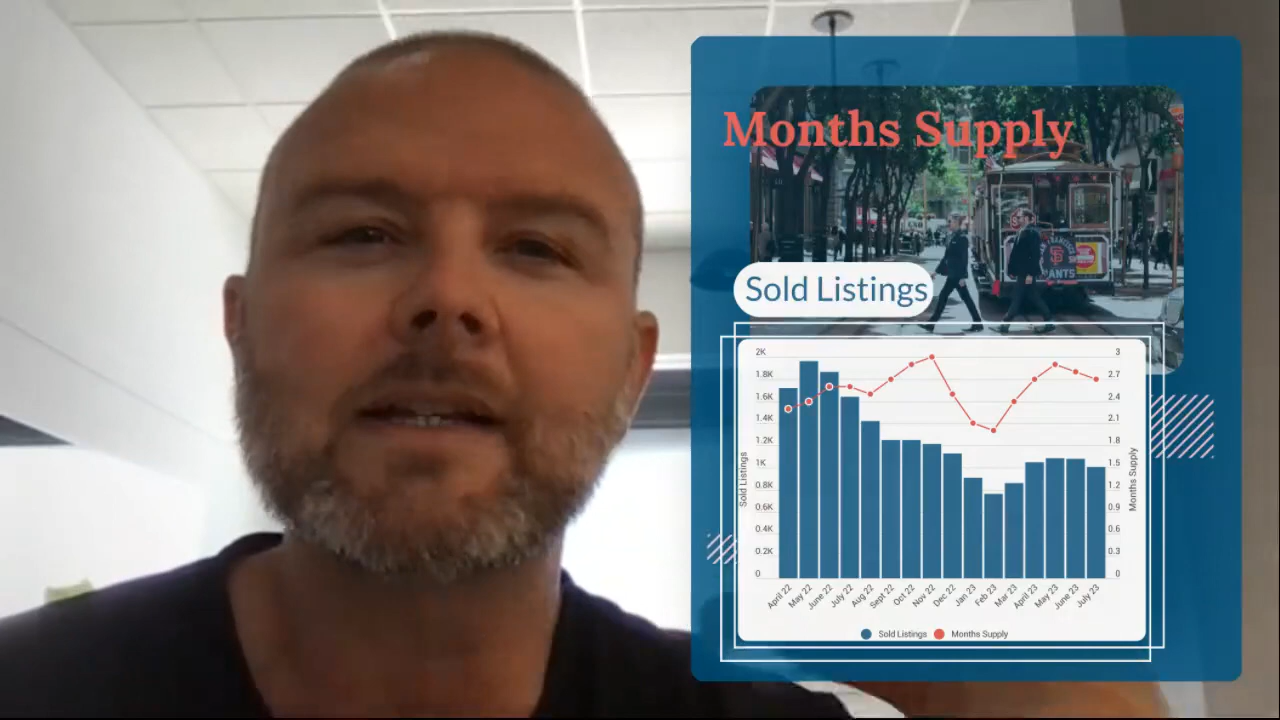 Months Supply
SAN FRANCISCO
GIANTS
Sold Listings
2K
1.8K
1.6K
1.4K
1.2K
1K
0.8K
0.6K
0.4K
0.2K
0
Sold Listings
3
2.7
2.4
2.1
1.8
1.5
1.2
0.9
0.6
0.3
0
Months Supply
April 22
May 22
June 22
July 22
Aug 22
Sept 22
Oct 22
Nov 22
Dec 22
Jan 23
Feb 23
Mar 23
April 23
May 23
June 23
July 23
Sold Listings
Months Supply